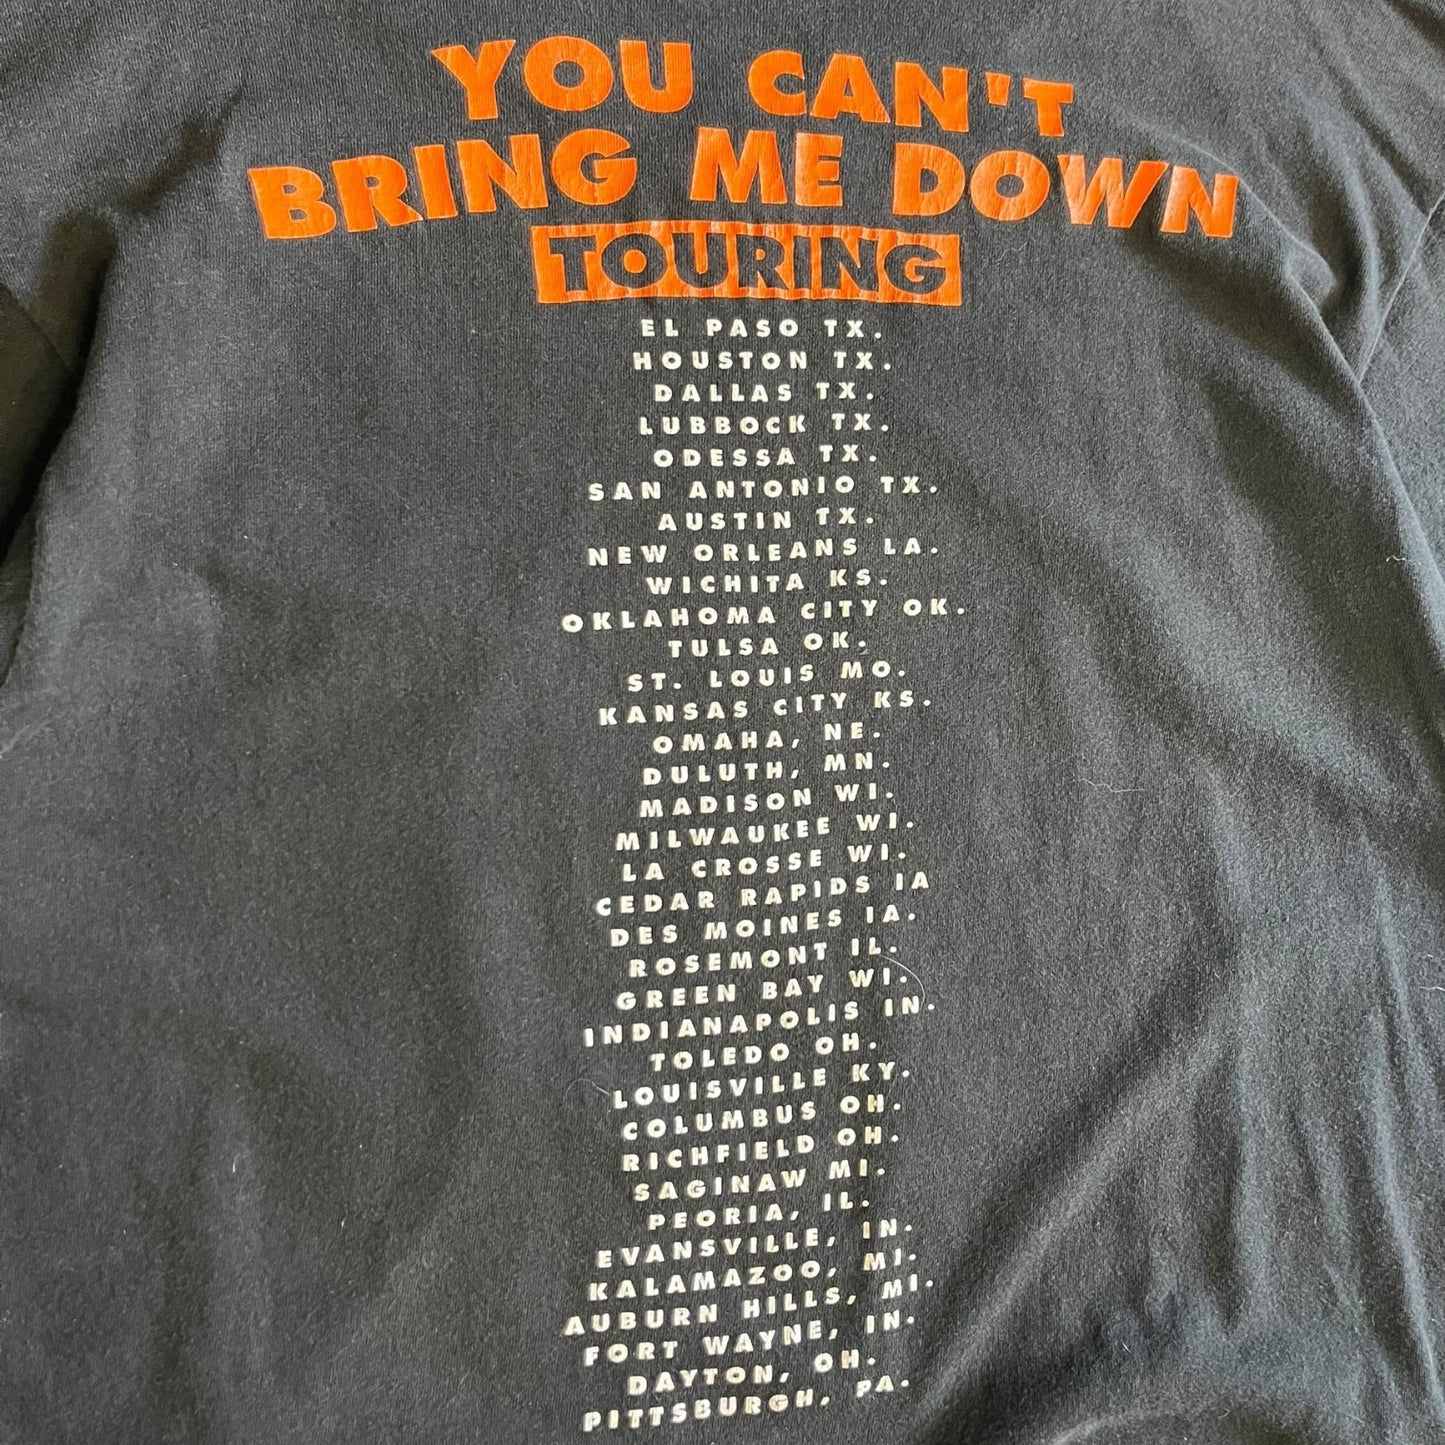 YOU CAN'T
BRING ME DOWN
TOURING
EL PASO TX.
HOUSTON TX.
DALLAS TX.
LUBBOCK TX.
ODESSA TX.
SAN ANTONIO TX.
AUSTIN TX.
NEW ORLEANS LA.
WICHITA KS.
OKLAHOMA CITY OK.
TULSA OK.
ST. LOUIS MO.
KANSAS CITY KS.
OMAHA, NE.
DULUTH, MN.
MADISON WI.
MILWAUKEE WI.
LA CROSSE WI.
CEDAR RAPIDS IA
DES MOINES IA.
ROSEMONT IL.
GREEN BAY WI.
INDIANAPOLIS IN.
TOLEDO OH.
LOUISVILLE KY.
COLUMBUS OH.
RICHFIELD OH.
SAGINAW MI.
PEORIA, IL.
EVANSVILLE, IN.
KALAMAZOO, MI.
AUBURN HILLS, MI.
FORT WAYNE, IN.
DAYTON, OH.
PITTSBURGH, PA.